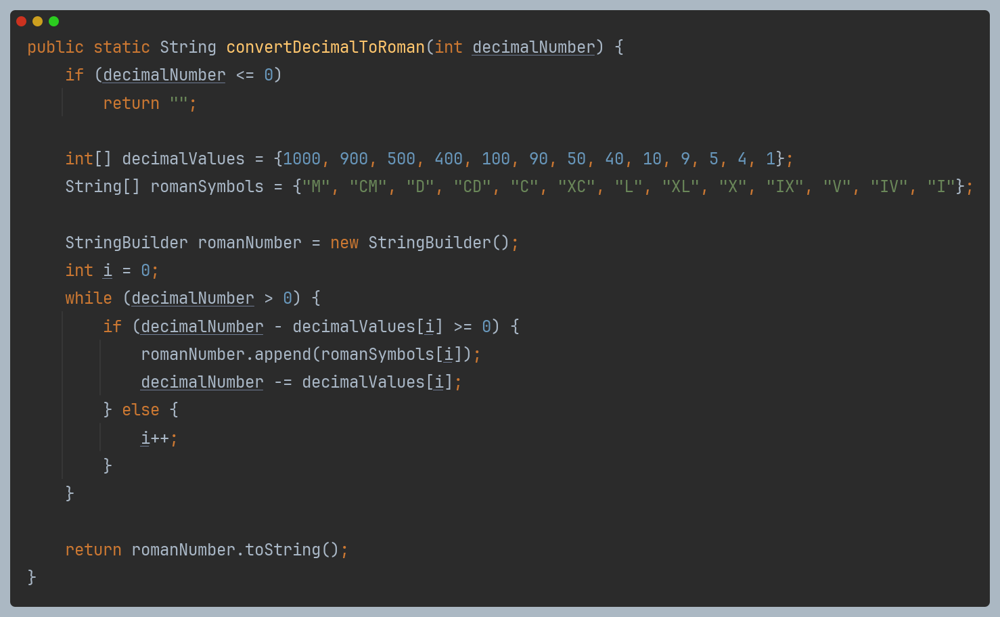 public static String convertDecimalToRoman(int decimalNumber) {
    if (decimalNumber <= 0)
        return "";

    int[] decimalValues = {1000, 900, 500, 400, 100, 90, 50, 40, 10, 9, 5, 4, 1};
    String[] romanSymbols = {"M", "CM", "D", "CD", "C", "XC", "L", "XL", "X", "IX", "V", "IV", "I"};

    StringBuilder romanNumber = new StringBuilder();
    int i = 0;
    while (decimalNumber > 0) {
        if (decimalNumber - decimalValues[i] >= 0) {
            romanNumber.append(romanSymbols[i]);
            decimalNumber -= decimalValues[i];
        } else {
            i++;
        }
    }

    return romanNumber.toString();
}